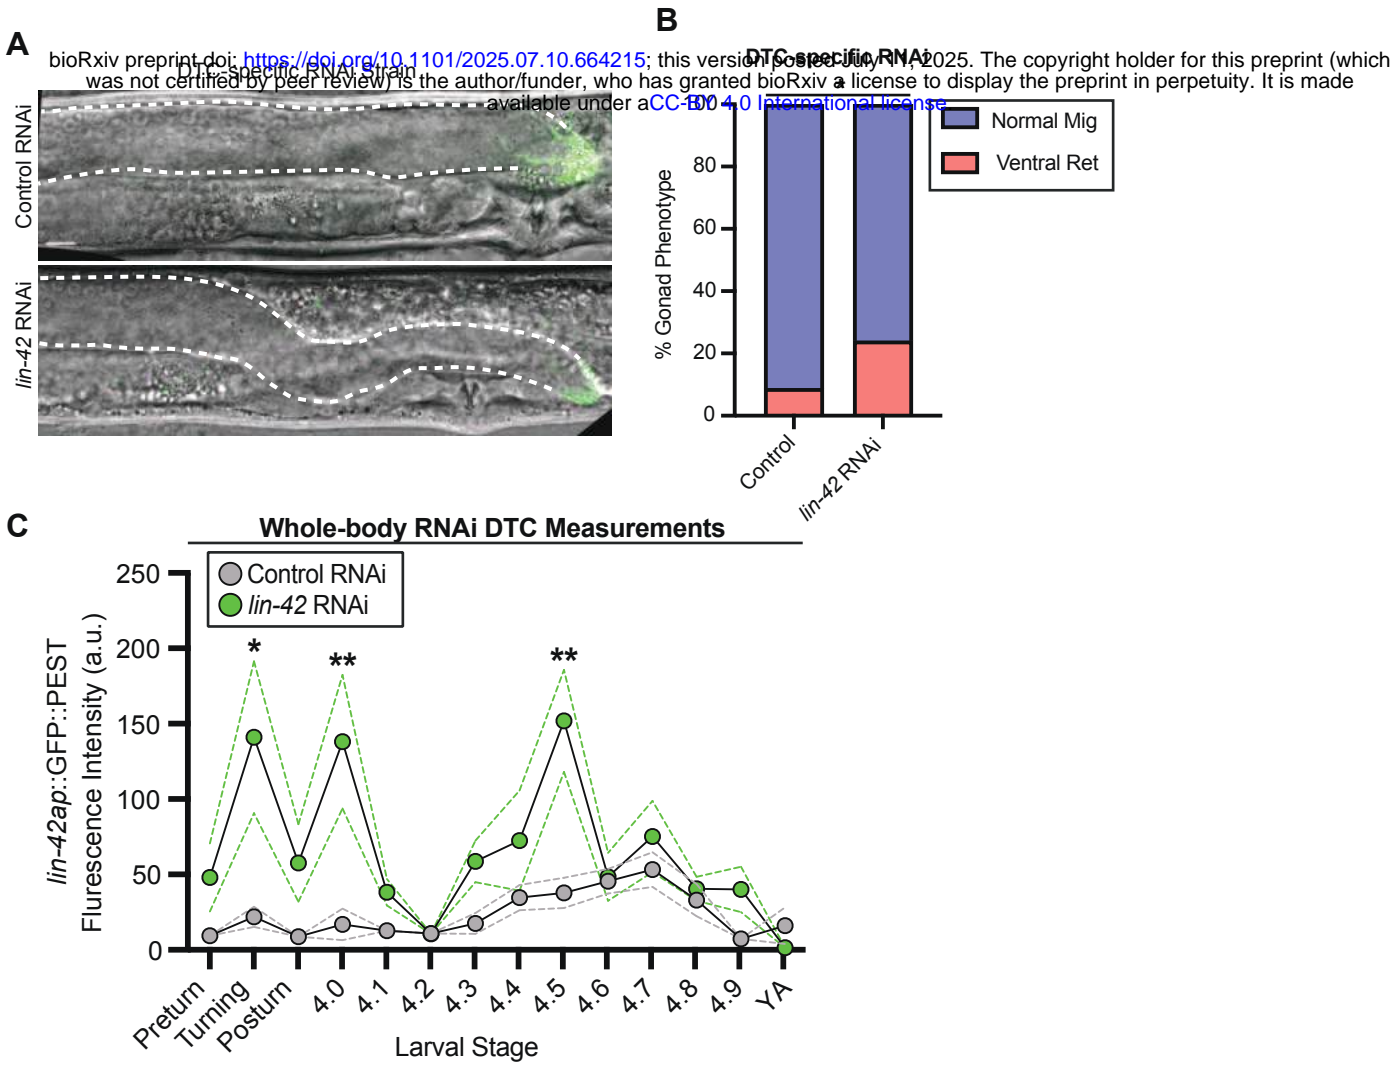 B
A
bioRxiv preprint doi: https://doi.org/10.1101/2025.07.10.664215; this version posted July 11, 2025. The copyright holder for this preprint (which
was not certified by peer review) is the author/funder, who has granted bioRxiv a license to display the preprint in perpetuity. It is made
available under aCC-BY 4.0 International license.
DTC-specific RNAi Strain
DTC-specific RNAi
*
Control RNAi
lin-42 RNAi
% Gonad Phenotype
100
80
60
40
20
0
Normal Mig
Ventral Ret
Control
lin-42 RNAi
C
Whole-body RNAi DTC Measurements
Control RNAi
lin-42 RNAi
lin-42ap::GFP::PEST
Flurescence Intensity (a.u.)
250
200
150
100
50
0
*
**
**
Preturn
Turning
Posturn
4.0
4.1
4.2
4.3
4.4
4.5
4.6
4.7
4.8
4.9
YA
Larval Stage